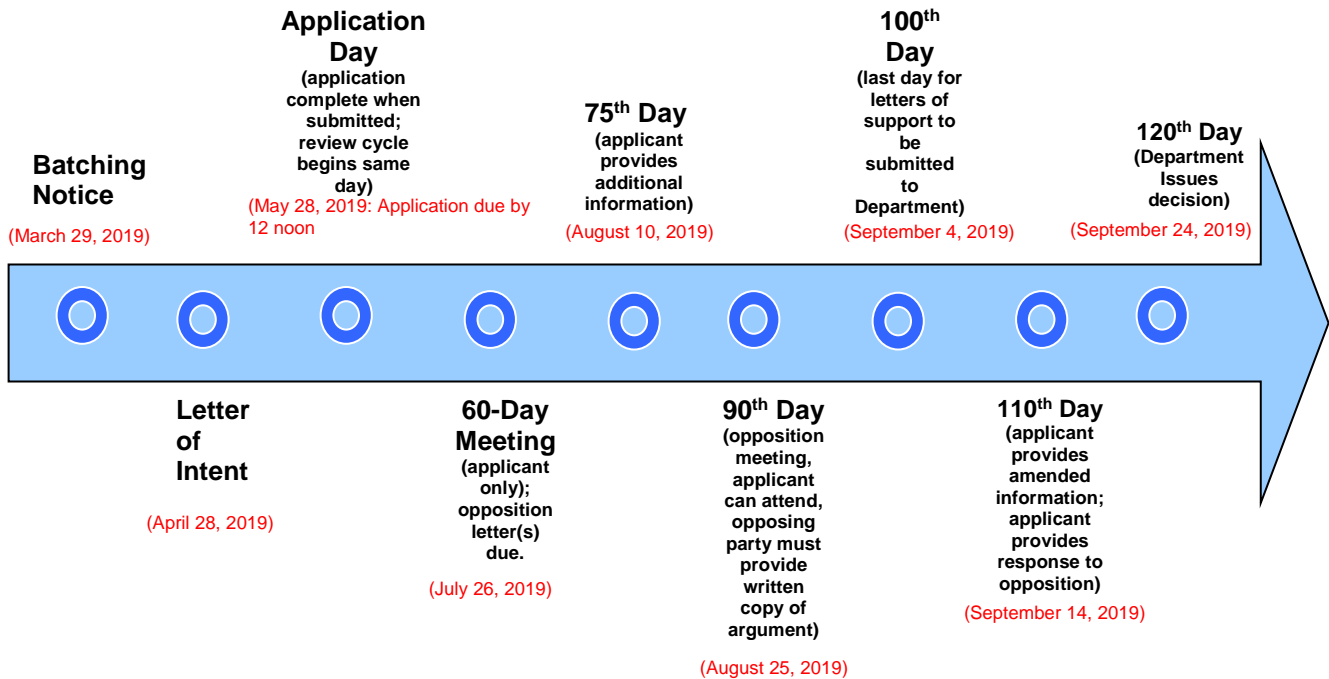 Batching
Notice
(March 29, 2019)
Letter
of
Intent
(April 28, 2019)
Application
Day
(application
complete when
submitted;
review cycle
begins same
day)
(May 28, 2019: Application due by
12 noon
60-Day
Meeting
(applicant
only);
opposition
letter(s)
due.
(July 26, 2019)
75th Day
(applicant
provides
additional
information)
(August 10, 2019)
90th Day
(opposition
meeting,
applicant
can attend,
opposing
party must
provide
written
copy of
argument)
(August 25, 2019)
100th
Day
(last day for
letters of
support to
be
submitted
to
Department)
(September 4, 2019)
110th Day
(applicant
provides
amended
information;
applicant
provides
response to
opposition)
(September 14, 2019)
120th Day
(Department
Issues
decision)
(September 24, 2019)